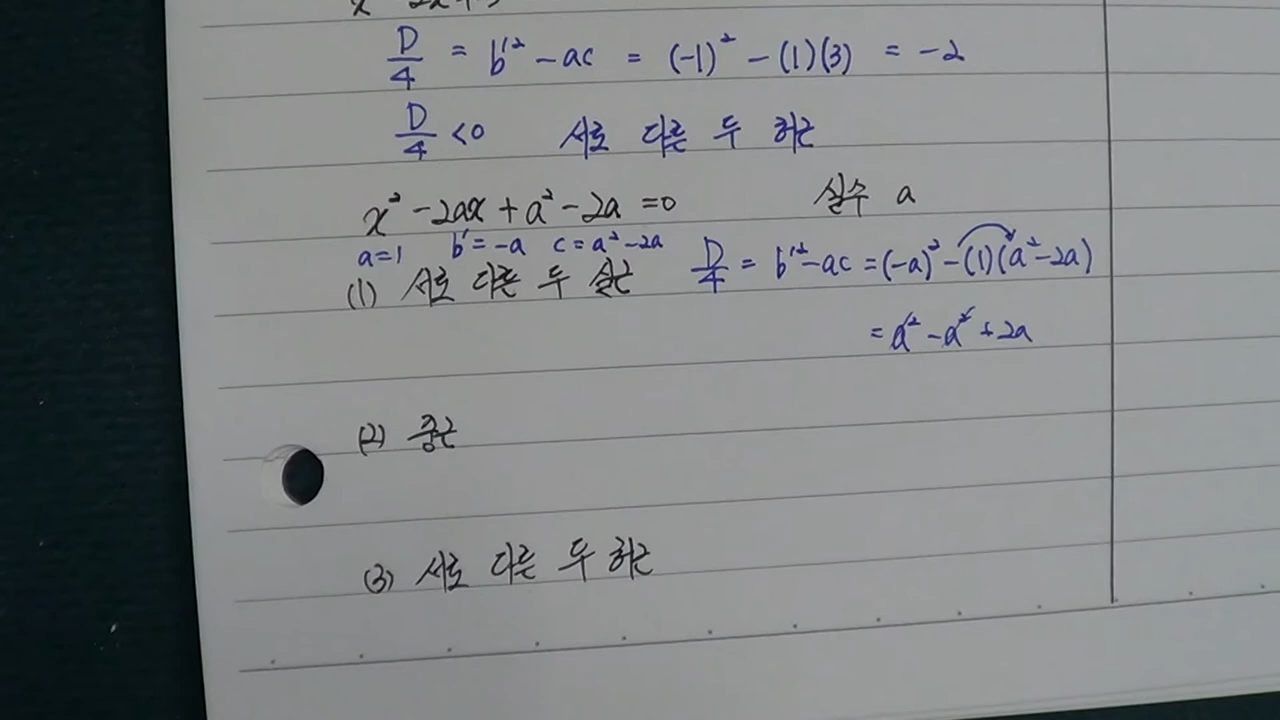 D/4 = b'² - ac = (-1)² - (1)(3) = -2
D/4 < 0 서로 다른 두 허근
x² - 2ax + a² - 2a = 0 실수 a
a=1 b'=-a c=a²-2a
(1) 서로 다른 두 실근 D/4 = b'² - ac = (-a)² - (1)(a² - 2a)
= a² - a² + 2a
(2) 중근
(3) 서로 다른 두 허근